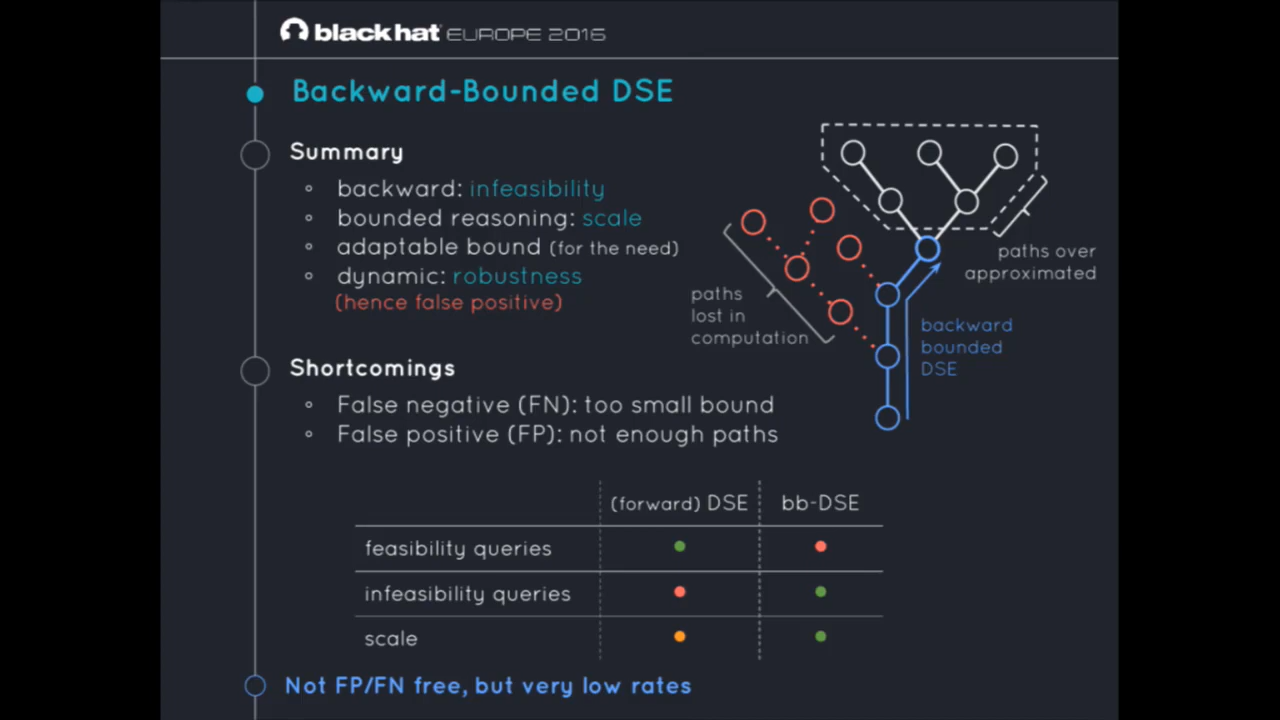 black hat EUROPE 2016
Backward-Bounded DSE
Summary
backward: infeasibility
bounded reasoning: scale
adaptable bound (for the need)
dynamic: robustness
(hence false positive)
paths over
approximated
paths
lost in
computation
backward
bounded
DSE
Shortcomings
False negative (FN): too small bound
False positive (FP): not enough paths
(forward) DSE bb-DSE
feasibility queries
infeasibility queries
scale
Not FP/FN free, but very low rates